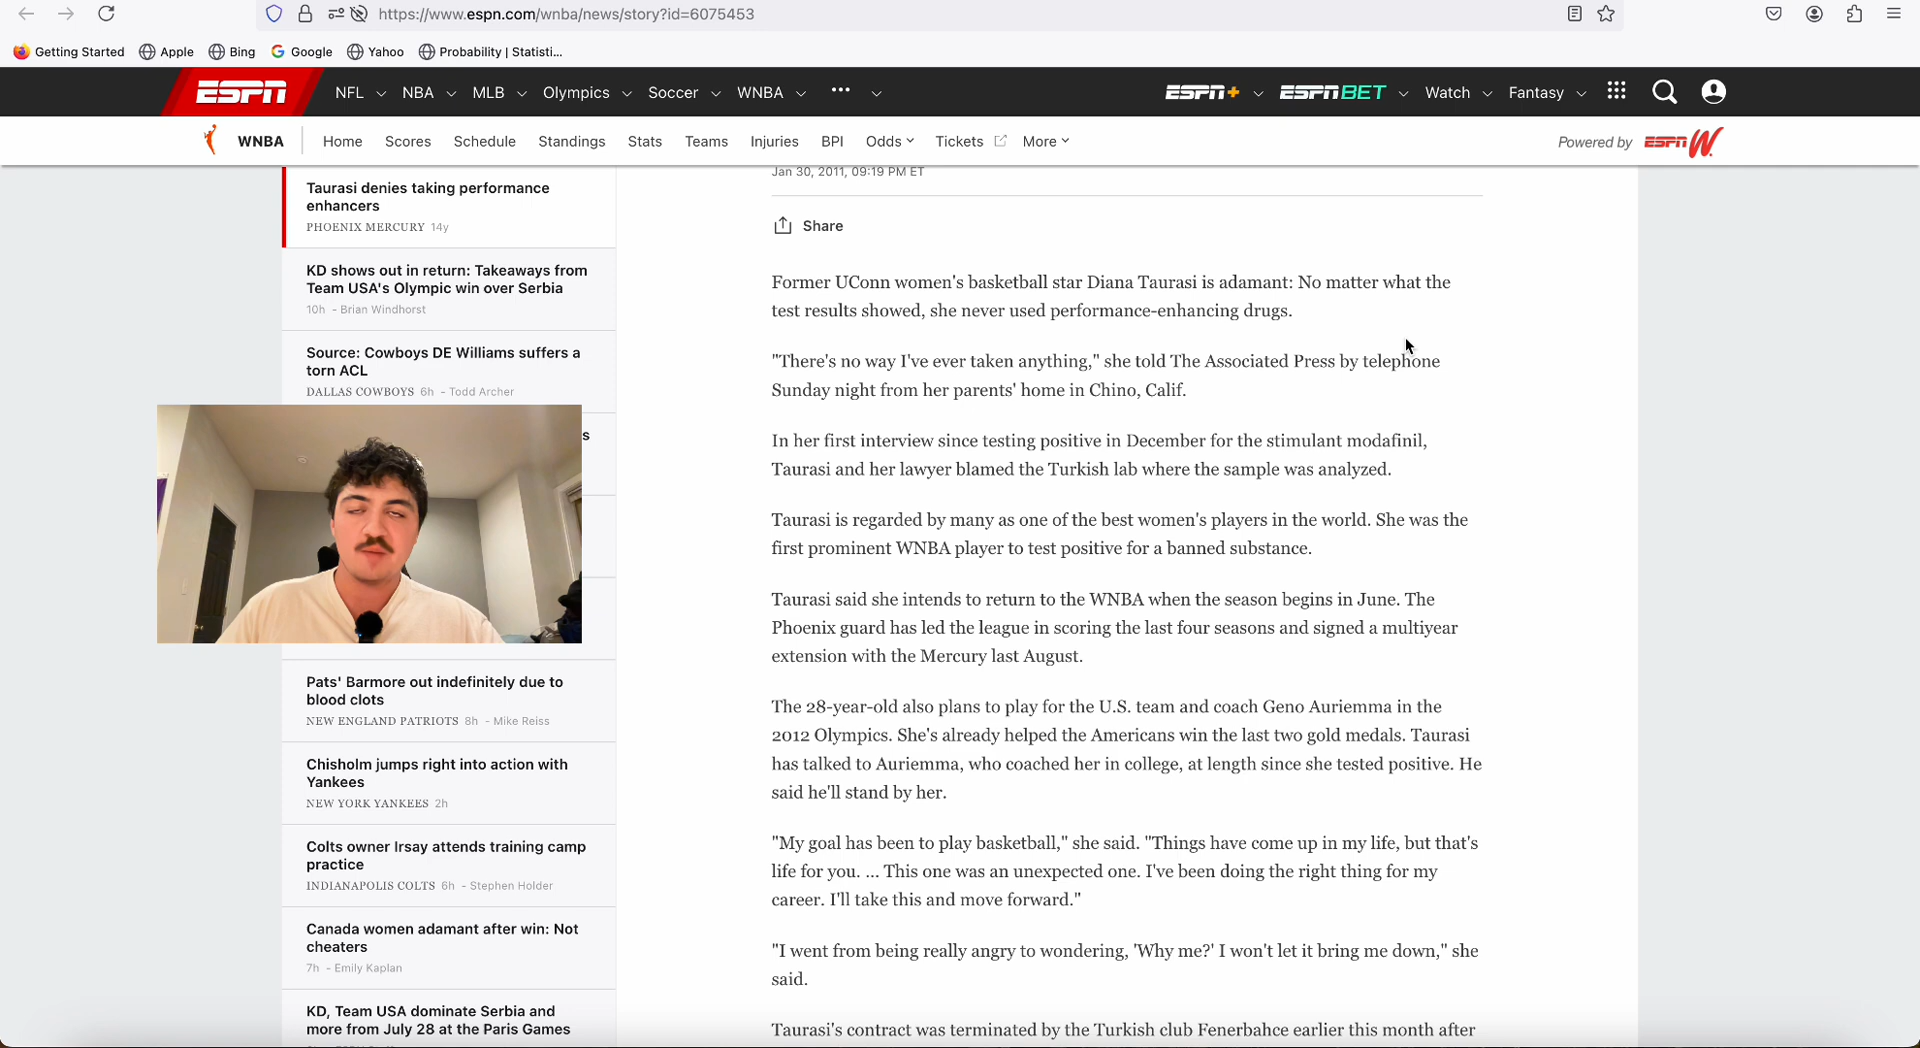 https://www.espn.com/wnba/news/story?id=6075453
Getting Started
Apple
Bing
Google
Yahoo
Probability | Statisti...
ESPN
NFL
NBA
MLB
Olympics
Soccer
WNBA
•••
ESPN+
ESPN BET
Watch
Fantasy
WNBA
Home
Scores
Schedule
Standings
Stats
Teams
Injuries
BPI
Odds
Tickets
More
Powered by ESPN W
Taurasi denies taking performance
enhancers
PHOENIX MERCURY 14y
KD shows out in return: Takeaways from
Team USA's Olympic win over Serbia
10h - Brian Windhorst
Source: Cowboys DE Williams suffers a
torn ACL
DALLAS COWBOYS 6h - Todd Archer
s
Pats' Barmore out indefinitely due to
blood clots
NEW ENGLAND PATRIOTS 8h - Mike Reiss
Chisholm jumps right into action with
Yankees
NEW YORK YANKEES 2h
Colts owner Irsay attends training camp
practice
INDIANAPOLIS COLTS 6h - Stephen Holder
Canada women adamant after win: Not
cheaters
7h - Emily Kaplan
KD, Team USA dominate Serbia and
more from July 28 at the Paris Games
Jan 30, 2011, 09:19 PM ET
Share
Former UConn women's basketball star Diana Taurasi is adamant: No matter what the
test results showed, she never used performance-enhancing drugs.
"There's no way I've ever taken anything," she told The Associated Press by telephone
Sunday night from her parents' home in Chino, Calif.
In her first interview since testing positive in December for the stimulant modafinil,
Taurasi and her lawyer blamed the Turkish lab where the sample was analyzed.
Taurasi is regarded by many as one of the best women's players in the world. She was the
first prominent WNBA player to test positive for a banned substance.
Taurasi said she intends to return to the WNBA when the season begins in June. The
Phoenix guard has led the league in scoring the last four seasons and signed a multiyear
extension with the Mercury last August.
The 28-year-old also plans to play for the U.S. team and coach Geno Auriemma in the
2012 Olympics. She's already helped the Americans win the last two gold medals. Taurasi
has talked to Auriemma, who coached her in college, at length since she tested positive. He
said he'll stand by her.
"My goal has been to play basketball," she said. "Things have come up in my life, but that's
life for you. ... This one was an unexpected one. I've been doing the right thing for my
career. I'll take this and move forward."
"I went from being really angry to wondering, 'Why me?' I won't let it bring me down," she
said.
Taurasi's contract was terminated by the Turkish club Fenerbahce earlier this month after